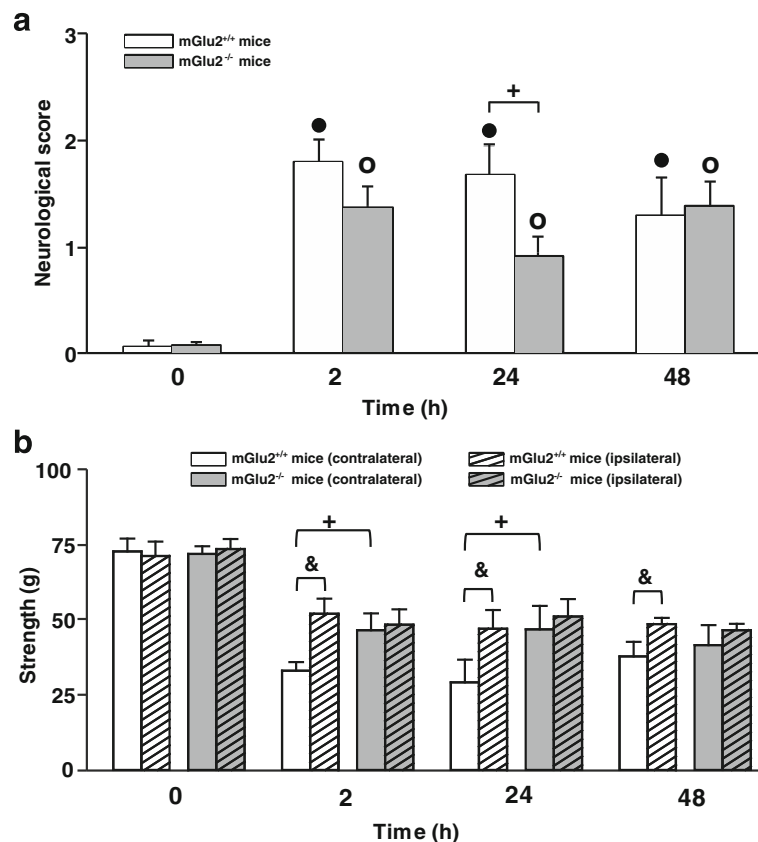 a
3
mGlu2+/+ mice
mGlu2-/- mice
+
2
Neurological score
1
0
0 2 24 48
Time (h)
b
mGlu2+/+ mice (contralateral) mGlu2+/+ mice (ipsilateral)
mGlu2-/- mice (contralateral) mGlu2-/- mice (ipsilateral)
100
+ +
75
& & &
Strength (g)
50
25
0
0 2 24 48
Time (h)